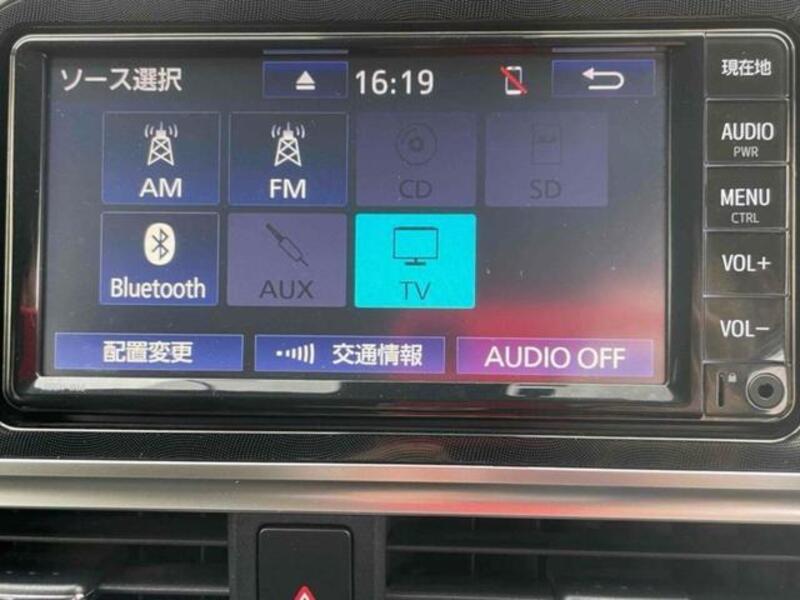 ソース選択
16:19
AM
FM
CD
SD
Bluetooth
AUX
TV
配置変更
交通情報
AUDIO OFF
現在地
AUDIO
PWR
MENU
CTRL
VOL+
VOL-